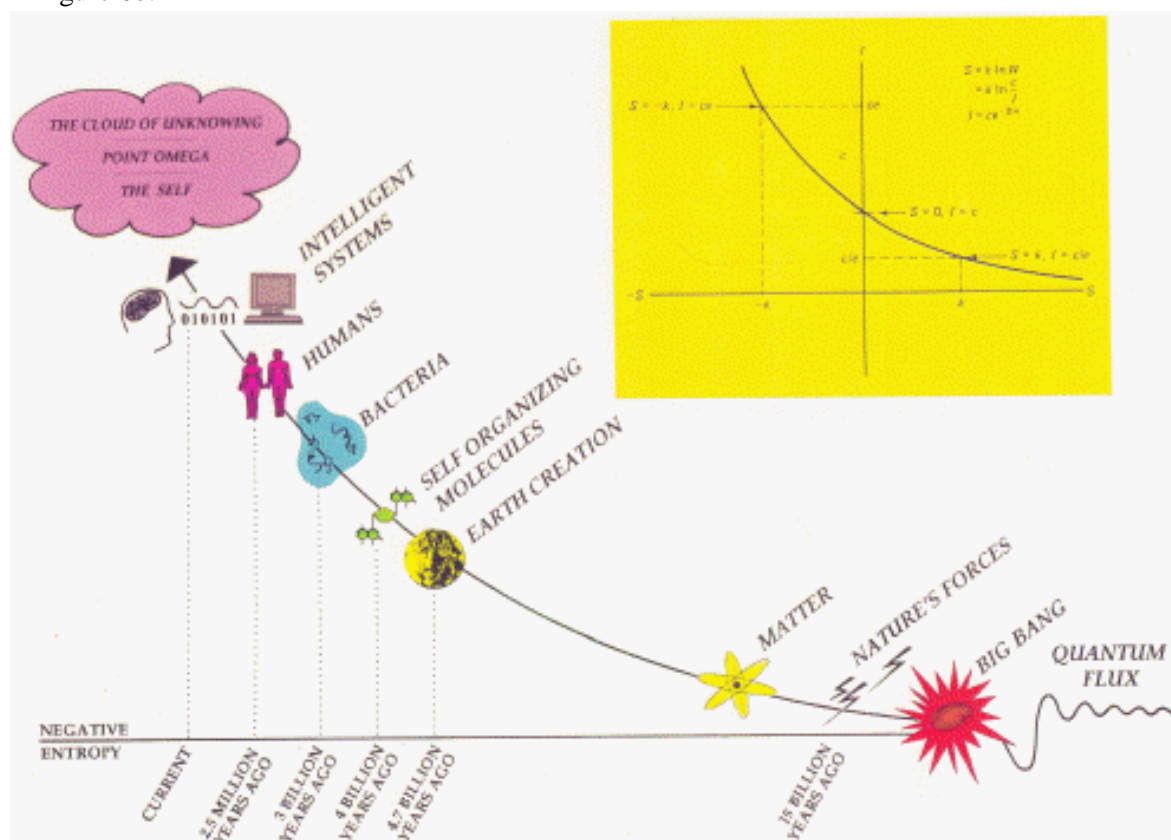 THE CLOUD OF UNKNOWING
POINT OMEGA
THE SELF
INTELLIGENT
SYSTEMS
010101
HUMANS
BACTERIA
SELF ORGANIZING
MOLECULES
EARTH CREATION
MATTER
NATURE'S FORCES
BIG BANG
QUANTUM
FLUX
NEGATIVE
ENTROPY
CURRENT
2.5 MILLION
YEARS AGO
3 BILLION
YEARS AGO
4 BILLION
YEARS AGO
4.7 BILLION
YEARS AGO
15 BILLION
YEARS AGO
I
S = k ln W
= k ln c/I
S = -k, I = ce
ce
c
S = 0, I = c
c/e
S = k, I = c/e
-S
-k
k
S